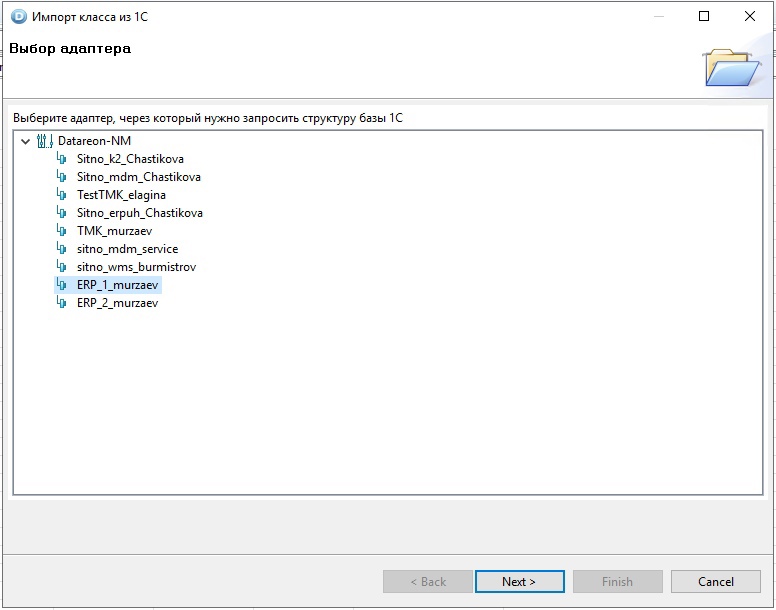 Импорт класса из 1С
Выбор адаптера
Выберите адаптер, через который нужно запросить структуру базы 1С
Datareon-NM
Sitno_k2_Chastikova
Sitno_mdm_Chastikova
TestTMK_elagina
Sitno_erpuh_Chastikova
TMK_murzaev
sitno_mdm_service
sitno_wms_burmistrov
ERP_1_murzaev
ERP_2_murzaev
< Back Next > Finish Cancel